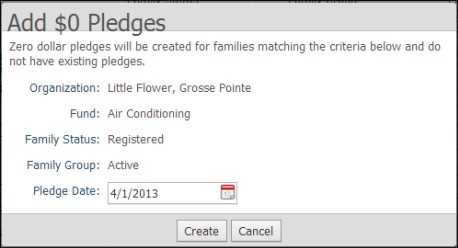 Add $0 Pledges
Zero dollar pledges will be created for families matching the criteria below and do
not have existing pledges.
Organization: Little Flower, Grosse Pointe
Fund: Air Conditioning
Family Status: Registered
Family Group: Active
Pledge Date: 4/1/2013
Create Cancel